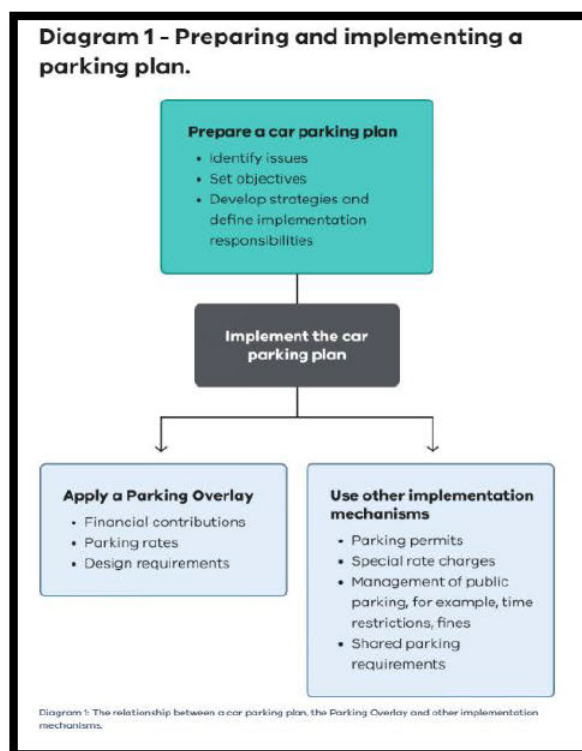 Diagram 1 - Preparing and implementing a
parking plan.
Prepare a car parking plan
• Identify issues
• Set objectives
• Develop strategies and
define implementation
responsibilities
Implement the car
parking plan
Apply a Parking Overlay
• Financial contributions
• Parking rates
• Design requirements
Use other implementation
mechanisms
• Parking permits
• Special rate charges
• Management of public
parking, for example, time
restrictions, fines
• Shared parking
requirements
Diagram 1: The relationship between a car parking plan, the Parking Overlay and other implementation
mechanisms.